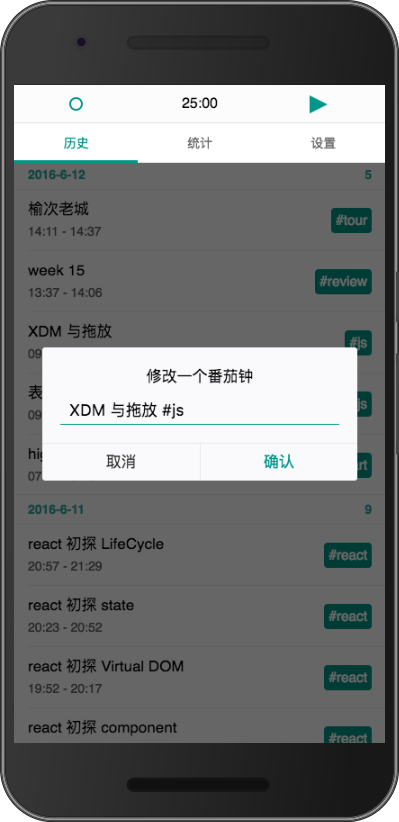 25:00
历史 统计 设置
2016-6-12 5
榆次老城
14:11 - 14:37
#tour
week 15
13:37 - 14:06
#review
XDM 与拖放
09
#js
修改一个番茄钟
XDM 与拖放 #js
取消 确认
表
09
js
07
2016-6-11 9
react 初探 LifeCycle
20:57 - 21:29
#react
react 初探 state
20:23 - 20:52
#react
react 初探 Virtual DOM
19:52 - 20:17
#react
react 初探 component
#react